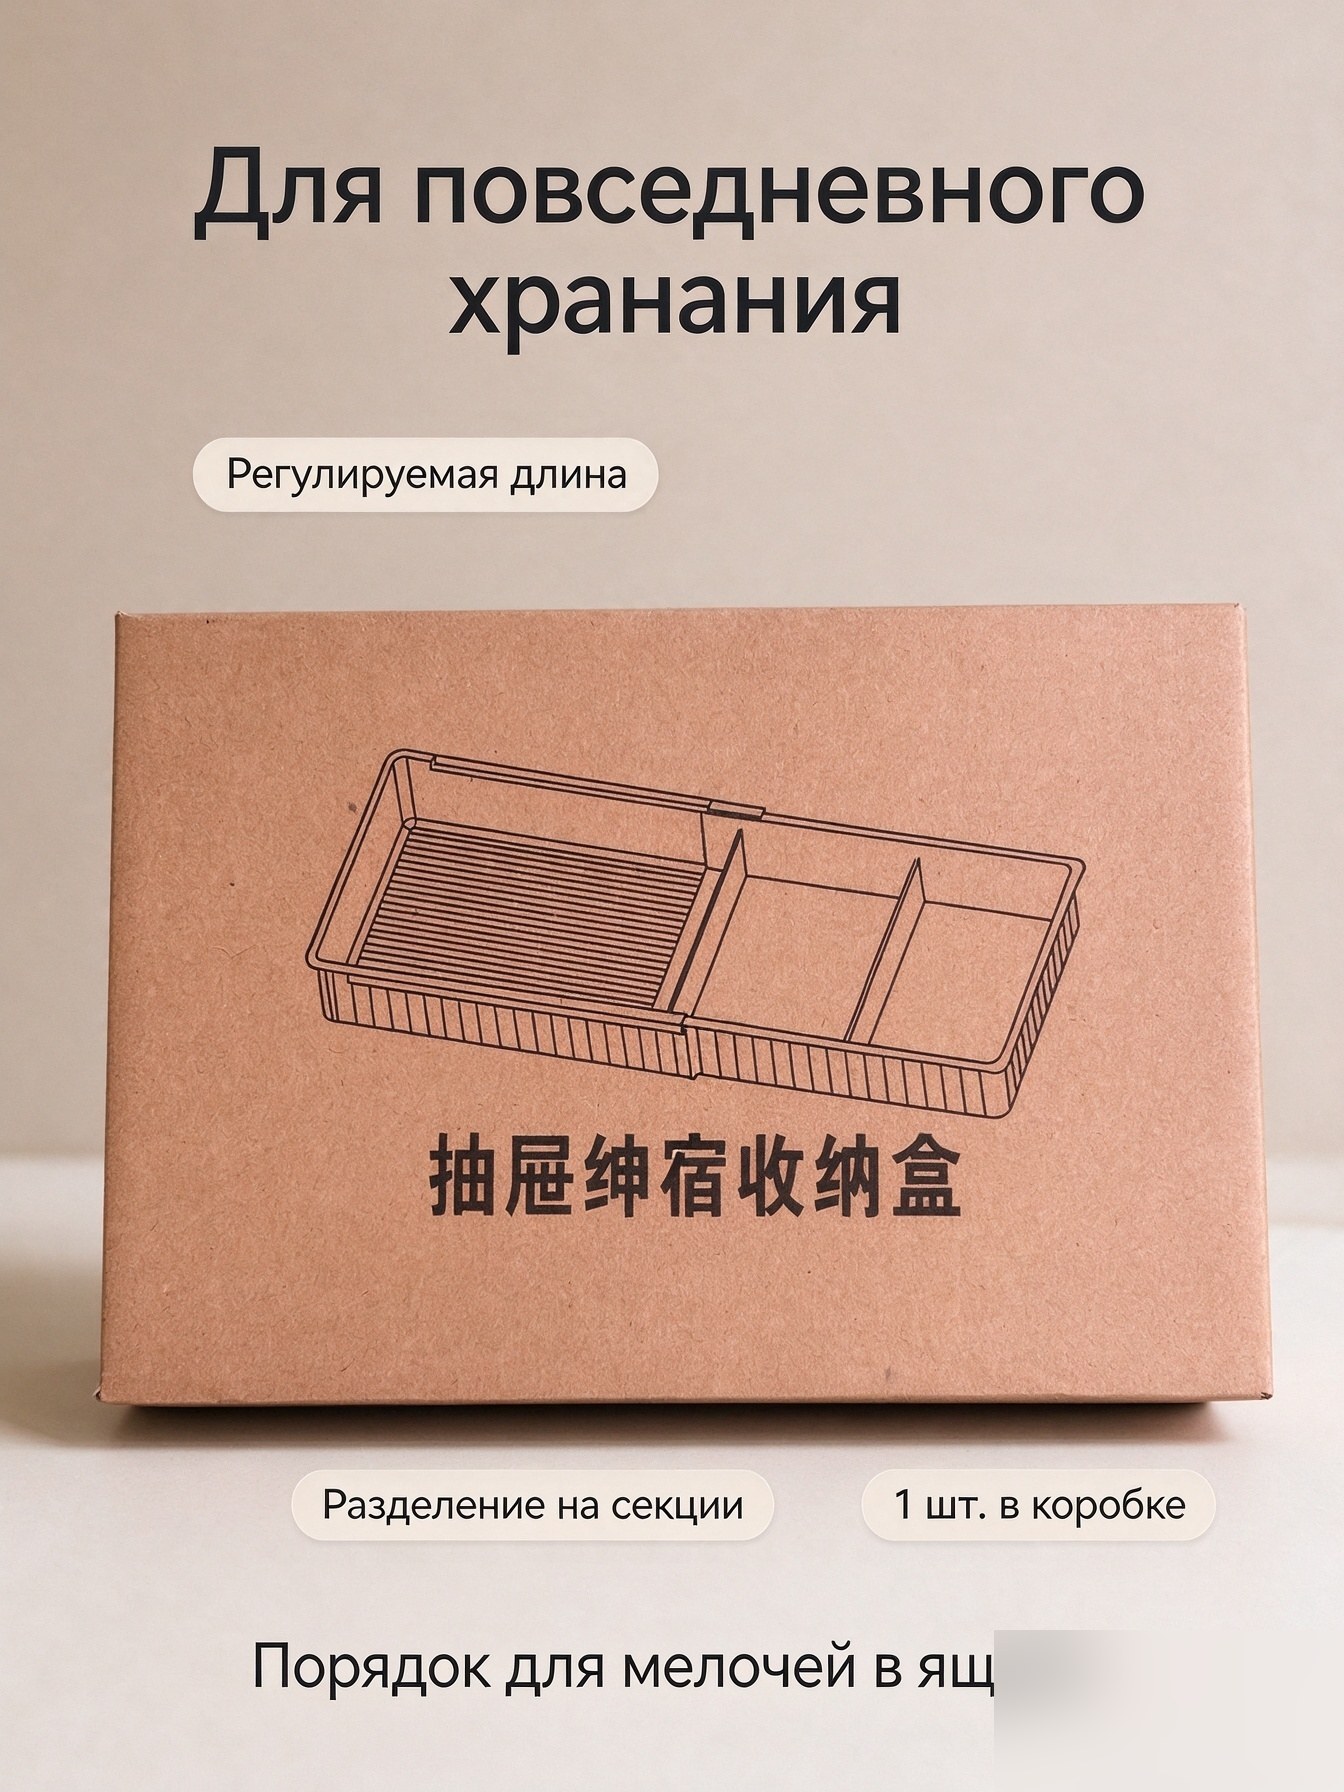 Для повседневного
хранания
Регулируемая длина
抽屉绅宿收纳盒
Разделение на секции
1 шт. в коробке
Порядок для мелочей в ящ